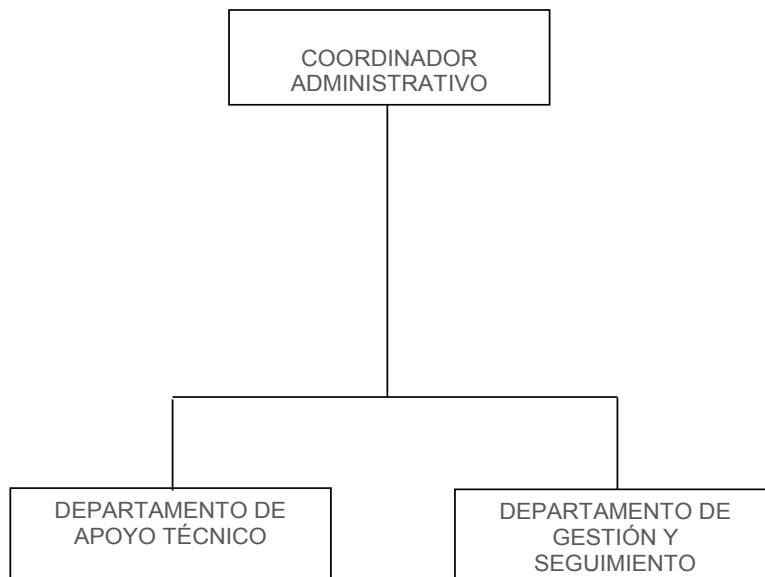 COORDINADOR
ADMINISTRATIVO
DEPARTAMENTO DE
APOYO TÉCNICO
DEPARTAMENTO DE
GESTIÓN Y
SEGUIMIENTO